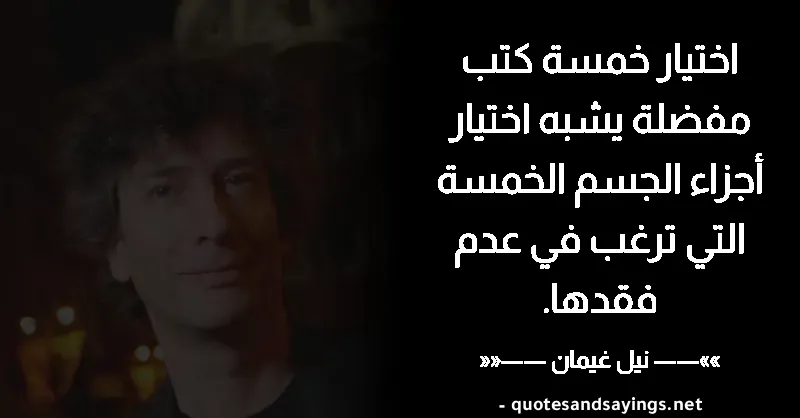 اختيار خمسة كتب
مفضلة يشبه اختيار
أجزاء الجسم الخمسة
التي ترغب في عدم
فقدها.
»»——— نيل غيمان ———««
- quotesandsayings.net